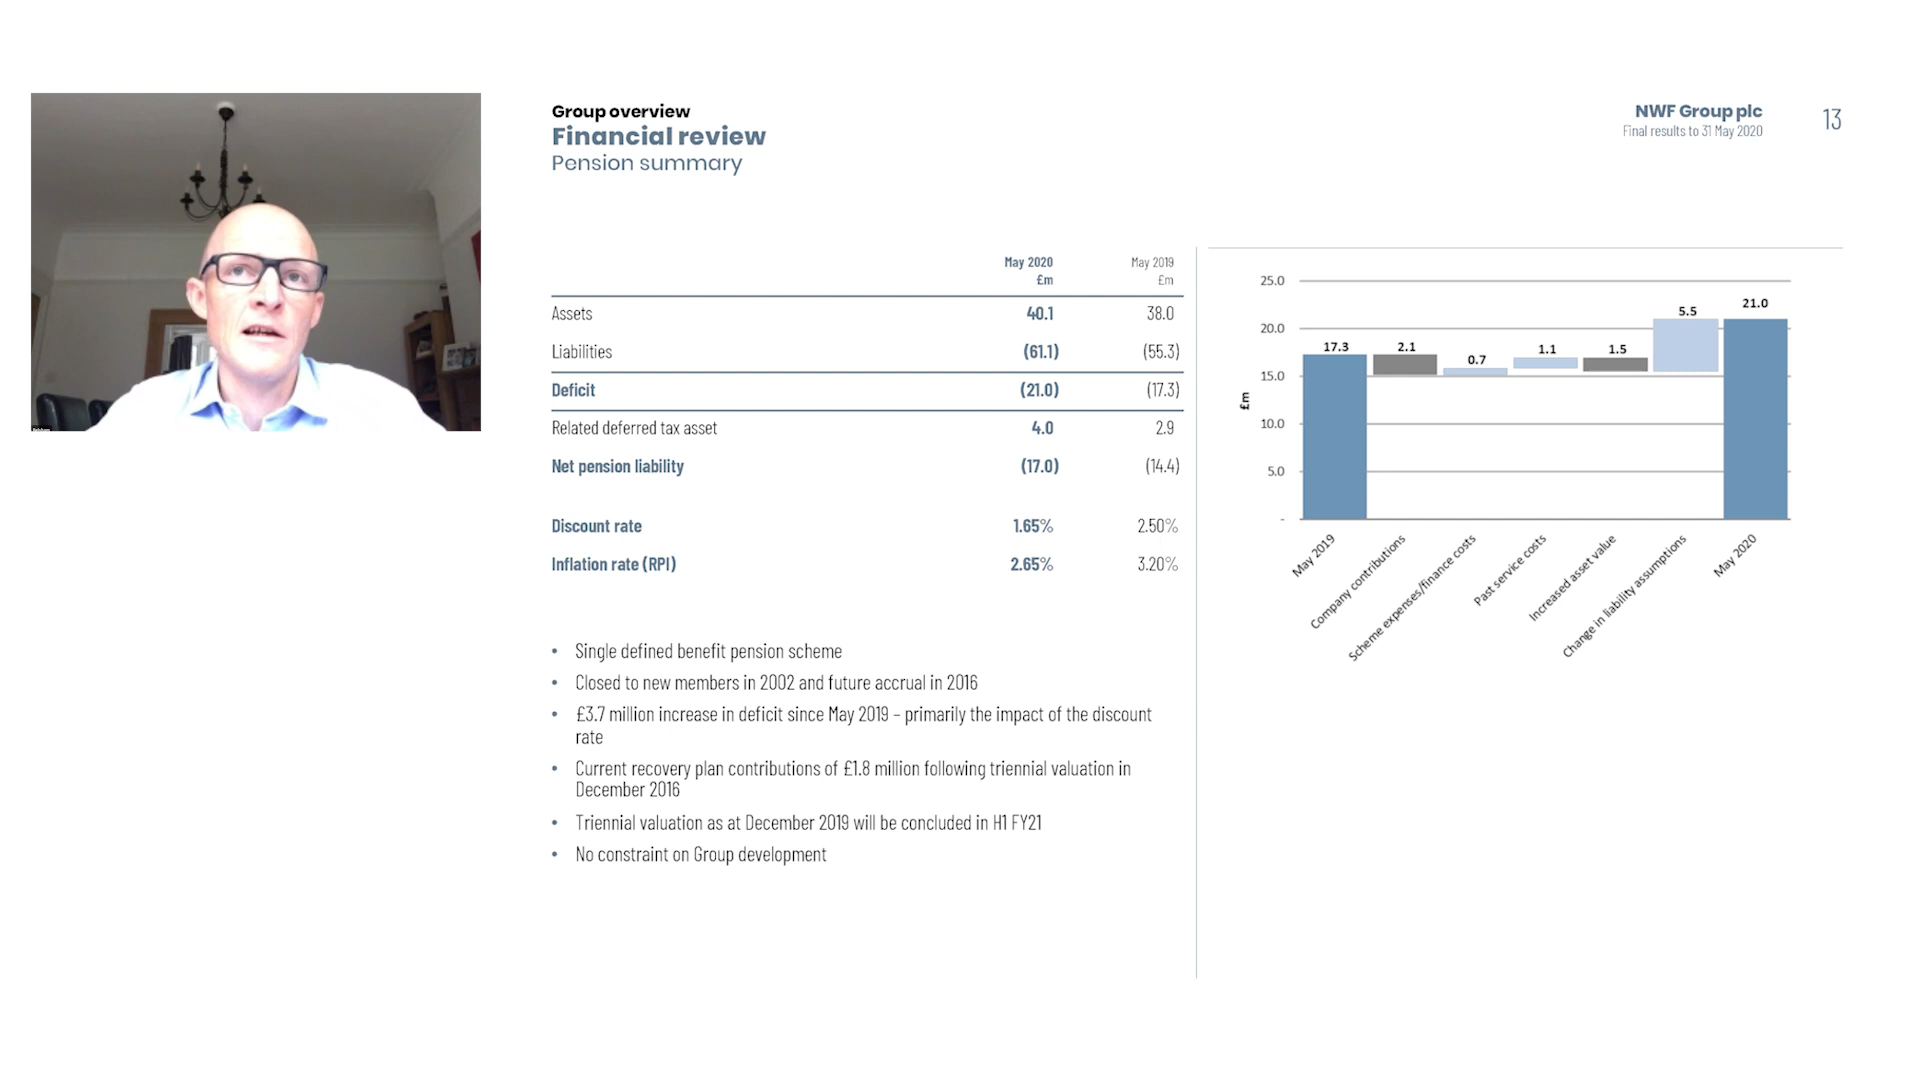 Group overview
Financial review
Pension summary
NWF Group plc
Final results to 31 May 2020
13
May 2020 May 2019
£m £m
Assets 40.1 38.0
Liabilities (61.1) (55.3)
Deficit (21.0) (17.3)
Related deferred tax asset 4.0 2.9
Net pension liability (17.0) (14.4)
Discount rate 1.65% 2.50%
Inflation rate (RPI) 2.65% 3.20%
• Single defined benefit pension scheme
• Closed to new members in 2002 and future accrual in 2016
• £3.7 million increase in deficit since May 2019 – primarily the impact of the discount
rate
• Current recovery plan contributions of £1.8 million following triennial valuation in
December 2016
• Triennial valuation as at December 2019 will be concluded in H1 FY21
• No constraint on Group development
25.0
20.0
15.0
10.0
5.0
-
£m
17.3
2.1
0.7
1.1
1.5
5.5
21.0
May 2019
Company contributions
Scheme expenses/finance costs
Past service costs
Increased asset value
Change in liability assumptions
May 2020